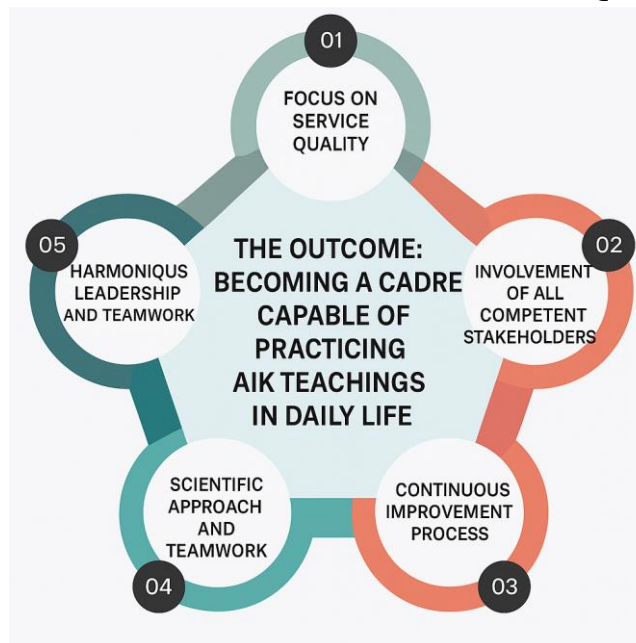 01
FOCUS ON
SERVICE
QUALITY
02
INVOLVEMENT
OF ALL
COMPETENT
STAKEHOLDERS
03
CONTINUOUS
IMPROVEMENT
PROCESS
04
SCIENTIFIC
APPROACH
AND
TEAMWORK
05
HARMONIQUS
LEADERSHIP
AND TEAMWORK
THE OUTCOME:
BECOMING A CADRE
CAPABLE OF
PRACTICING
AIK TEACHINGS
IN DAILY LIFE